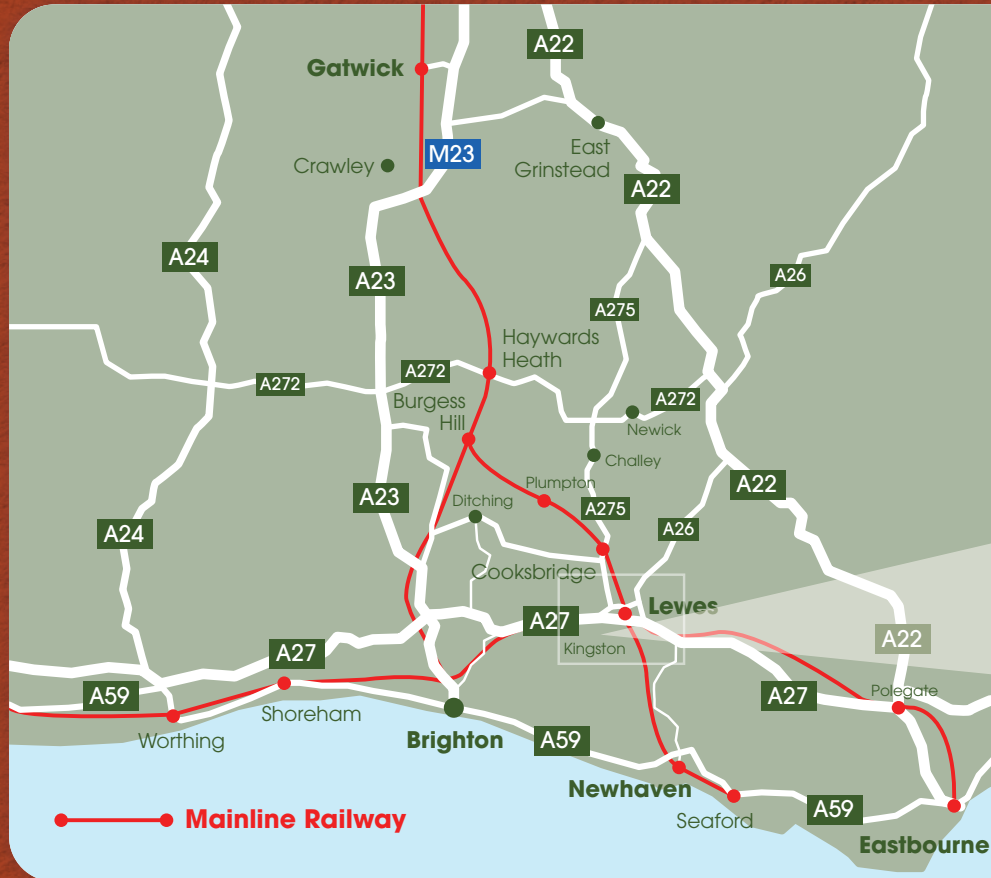 A22
Gatwick
East
Grinstead
M23
Crawley
A22
A24
A23
A26
A275
Haywards
Heath
A272
A272
A272
Burgess
Hill
Newick
Challey
Plumpton
A22
A23
Ditching
A275
A24
A26
Cooksbridge
Lewes
A27
Kingston
A22
A27
A59
A27
Polegate
Shoreham
Worthing
Brighton
A59
Newhaven
A59
Seaford
Mainline Railway
Eastbourne